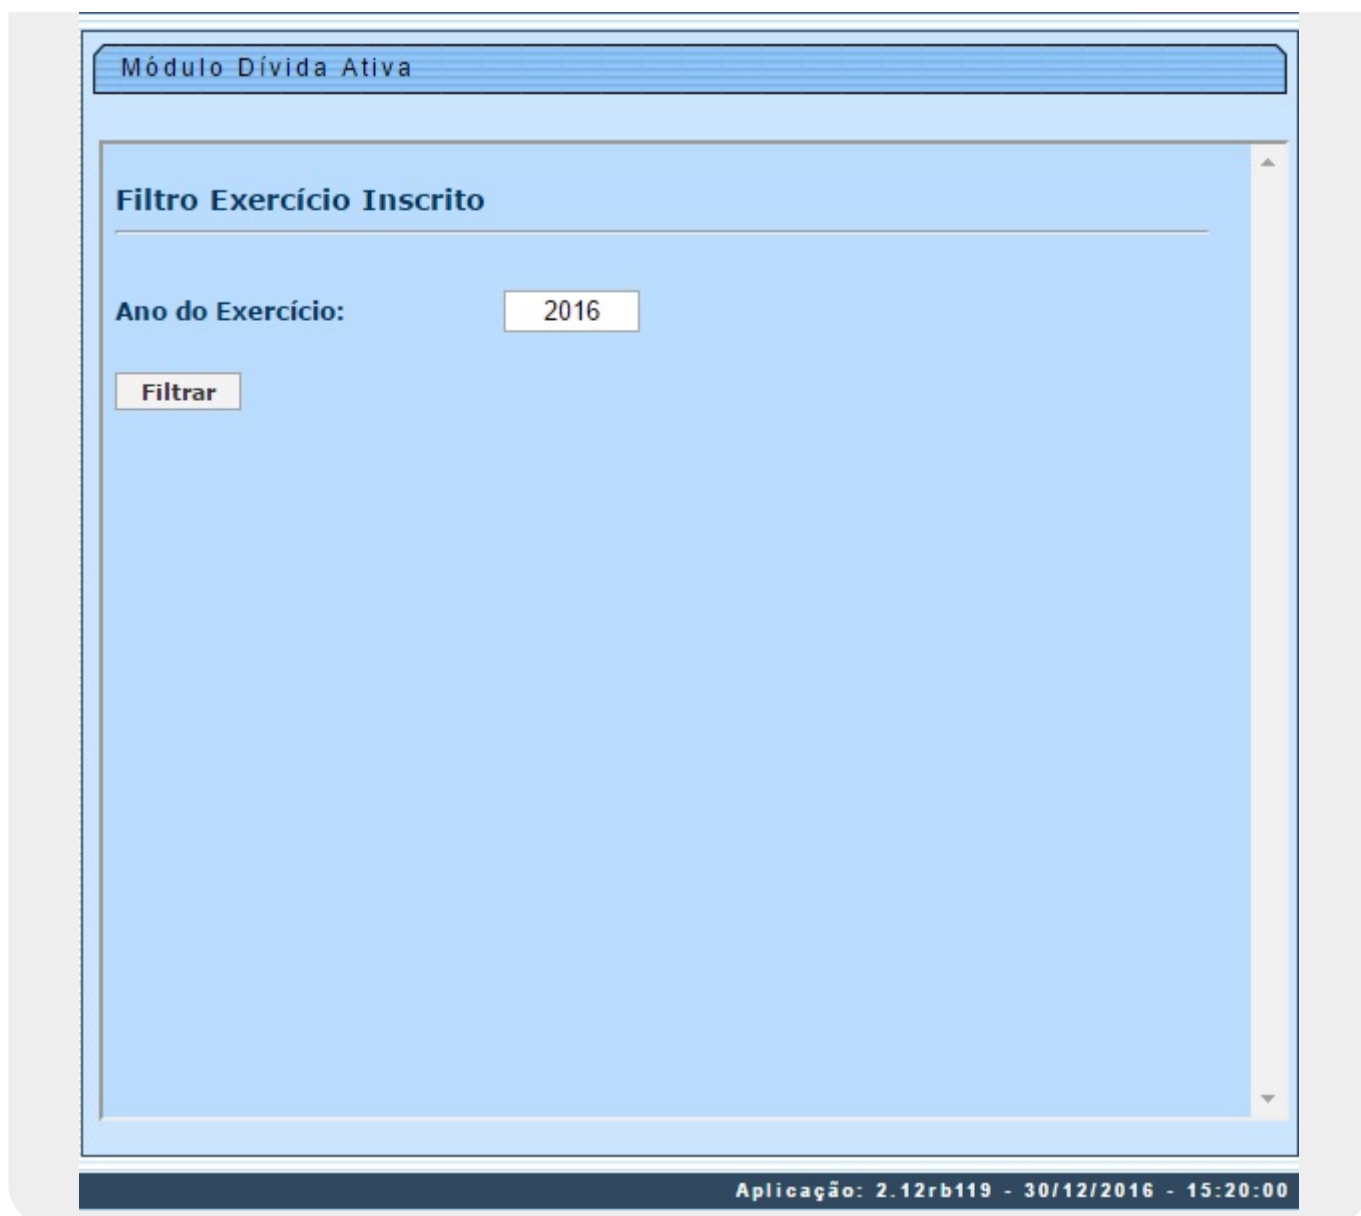 Módulo Dívida Ativa
Filtro Exercício Inscrito
Ano do Exercício: 2016
Filtrar
Aplicação: 2.12rb119 - 30/12/2016 - 15:20:00